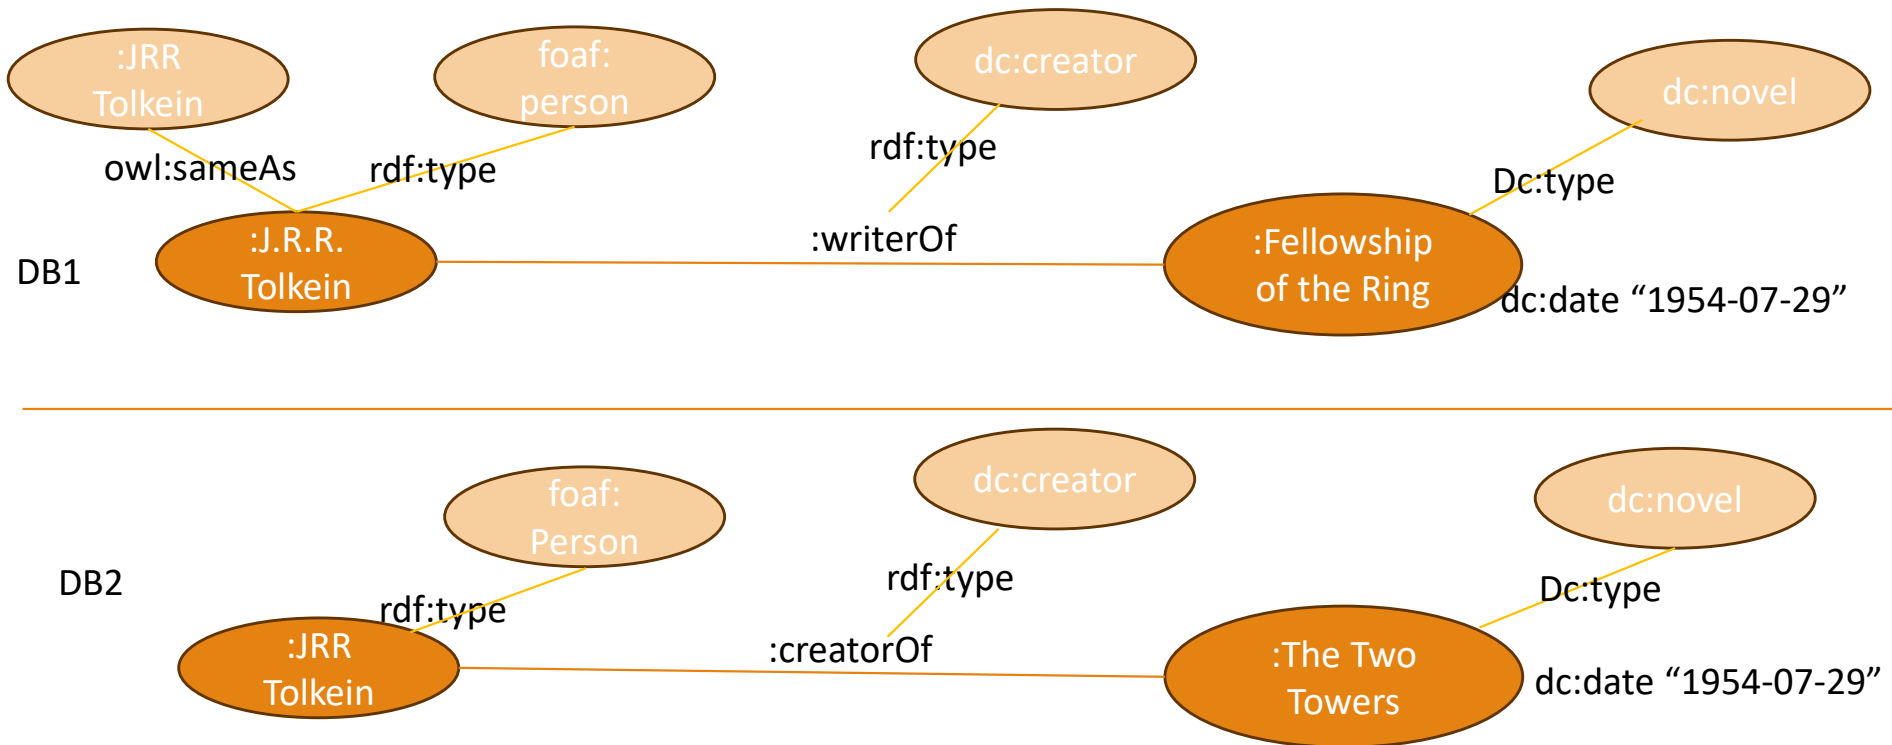 :JRR
Tolkein
foaf:
person
dc:creator
dc:novel
owl:sameAs
rdf:type
rdf:type
Dc:type
DB1
:J.R.R.
Tolkein
:writerOf
:Fellowship
of the Ring
dc:date “1954-07-29”
foaf:
Person
dc:creator
dc:novel
DB2
rdf:type
rdf:type
Dc:type
:JRR
Tolkein
:creatorOf
:The Two
Towers
dc:date “1954-07-29”